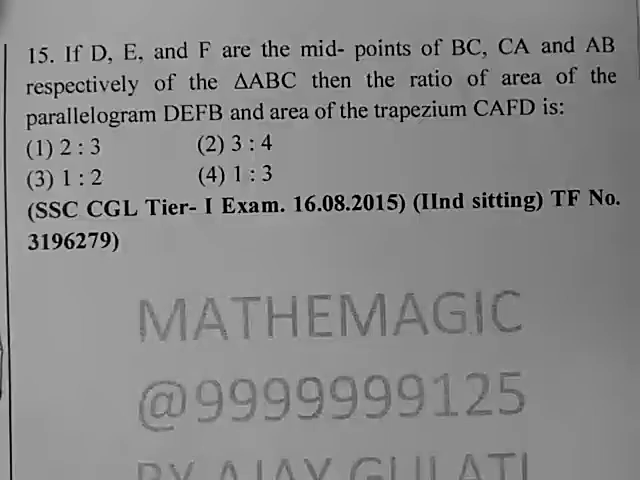 15. If D, E, and F are the mid- points of BC, CA and AB
respectively of the ΔABC then the ratio of area of the
parallelogram DEFB and area of the trapezium CAFD is:
(1) 2 : 3 (2) 3 : 4
(3) 1 : 2 (4) 1 : 3
(SSC CGL Tier- I Exam. 16.08.2015) (IInd sitting) TF No.
3196279)
MATHEMAGIC
@9999999125
BY AJAY GULATI